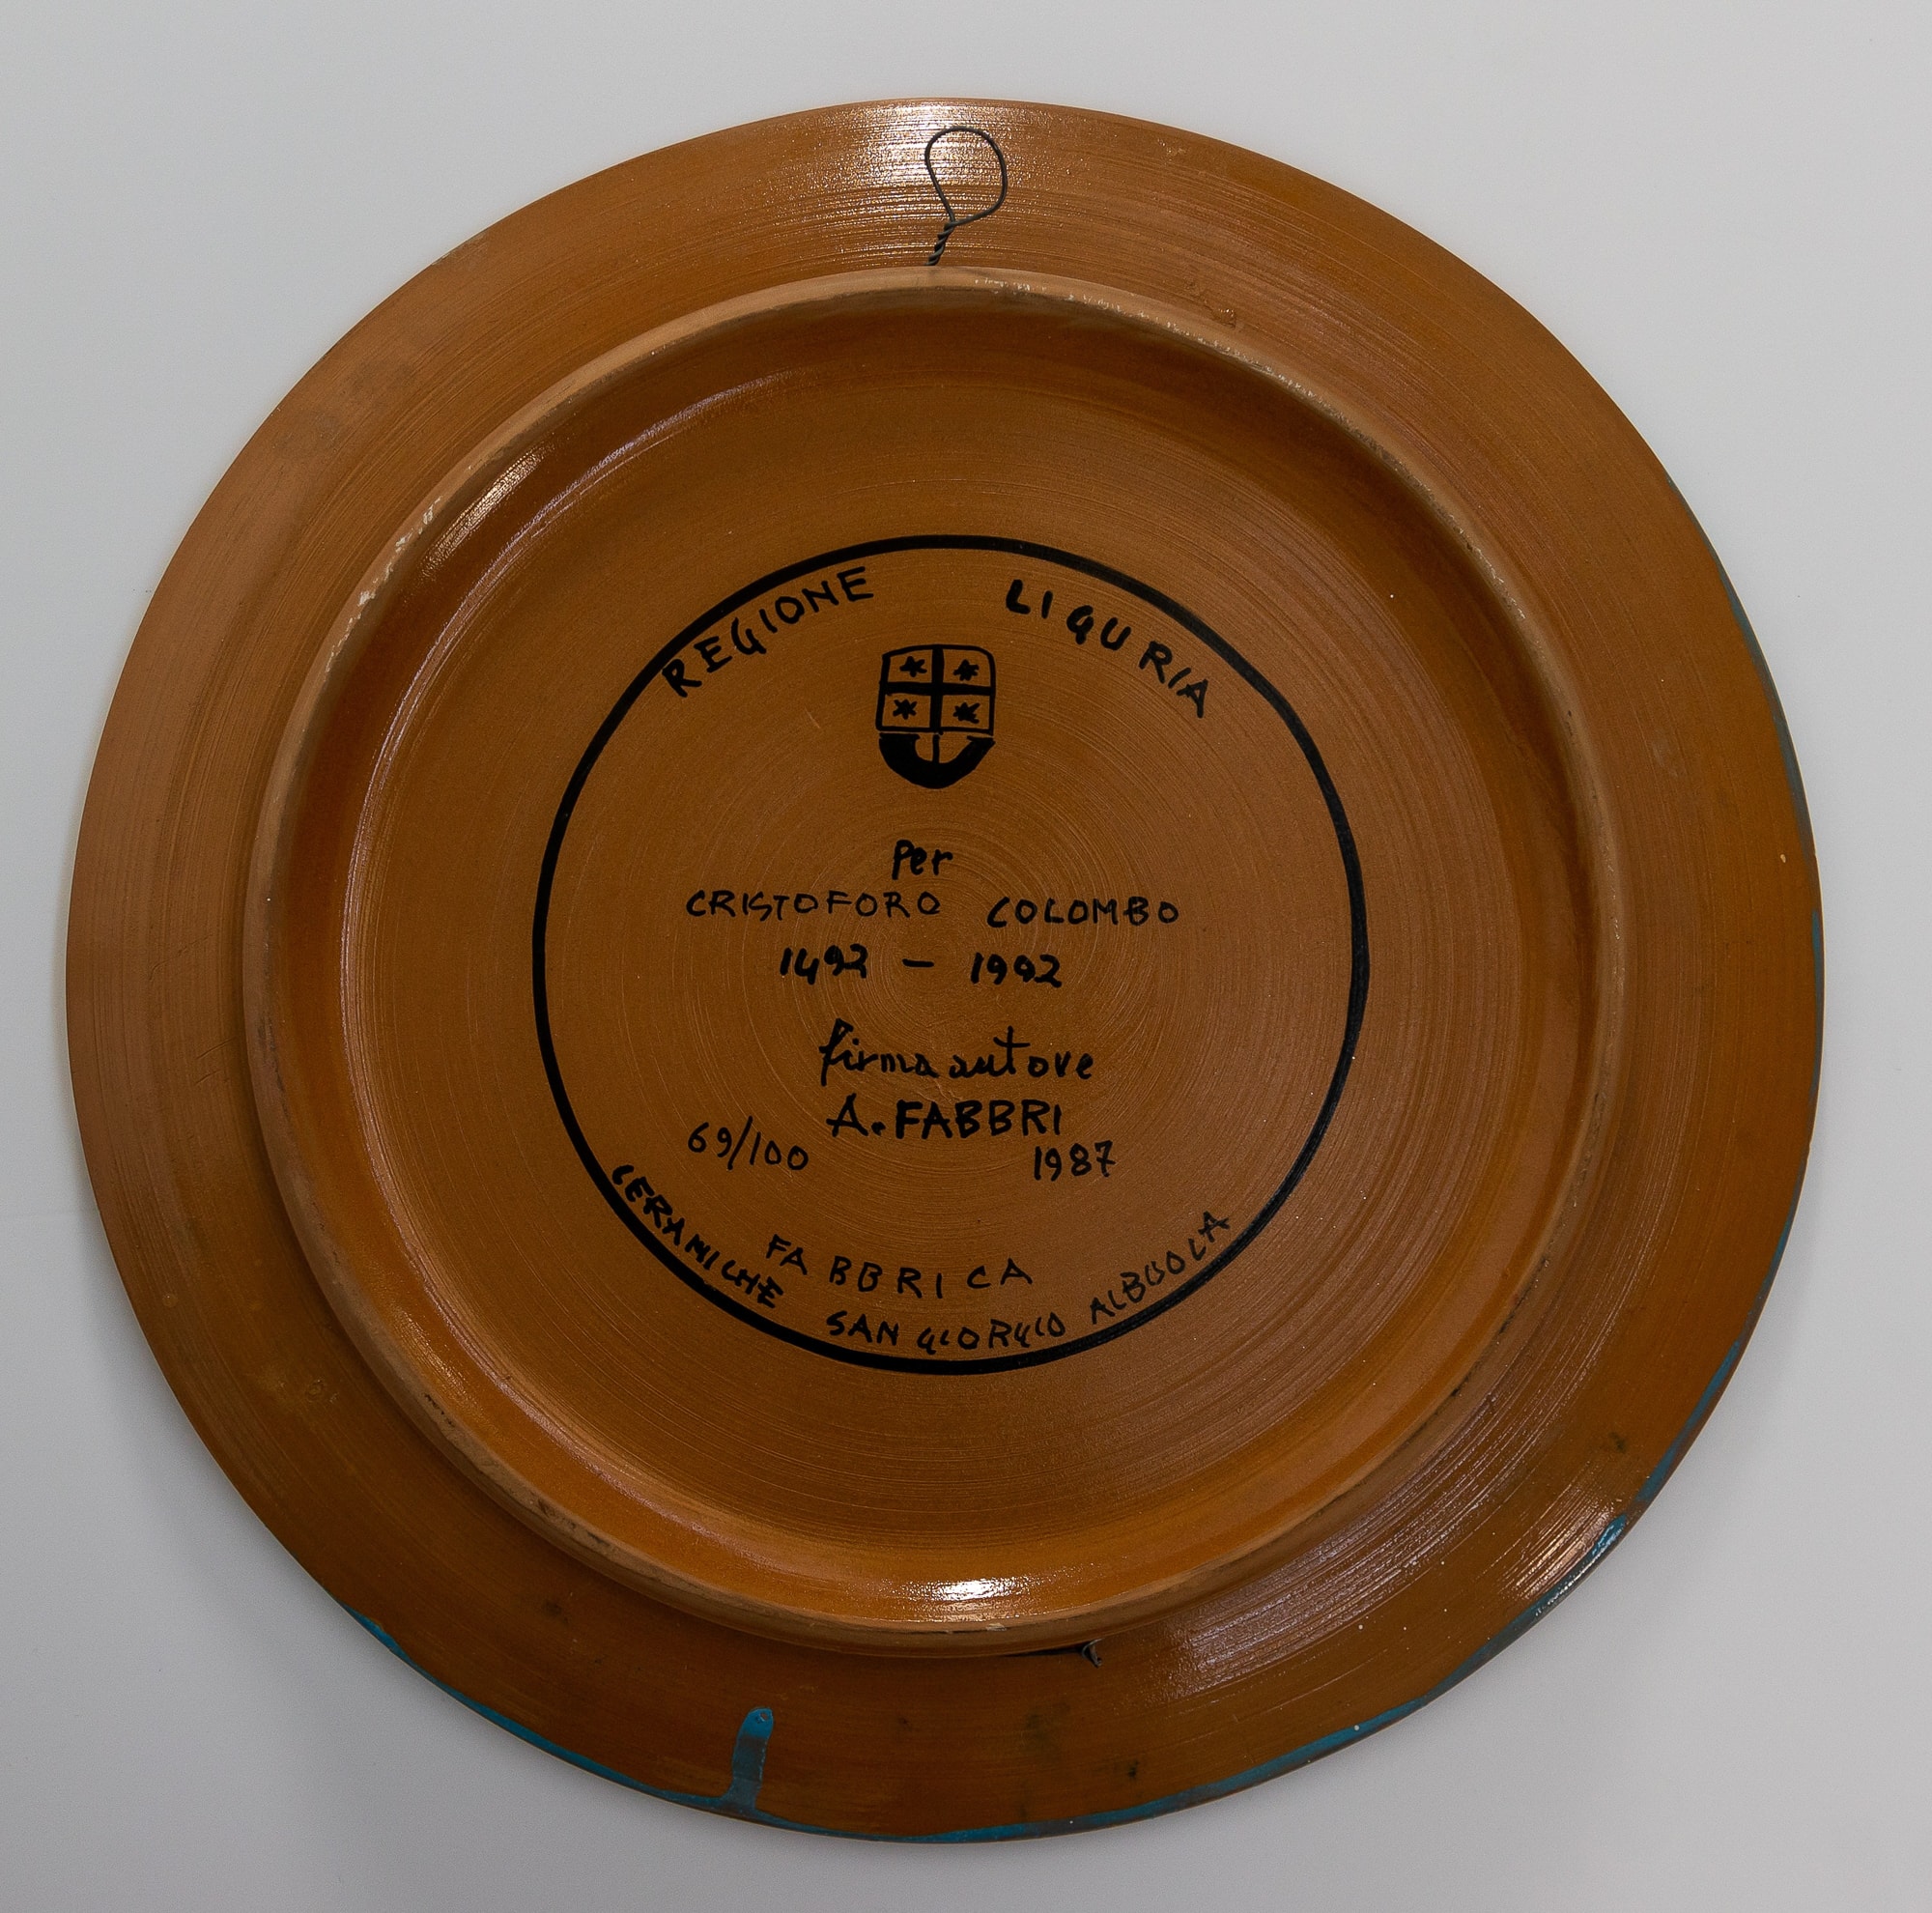 REGIONE LIGURIA
per
CRISTOFORO COLOMBO
1492 – 1992
firma autore
A. FABBRI
69/100 1987
FABBRICA
CERAMICHE SAN GIORGIO ALBISOLA